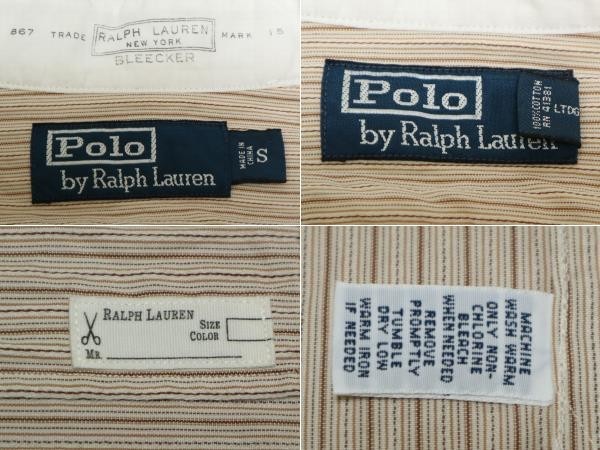 867 TRADE RALPH LAUREN MARK 15
NEW YORK
BLEECKER
Polo
by Ralph Lauren
MADE IN
CHINA
S
Polo
by Ralph Lauren
100% COTTON
RN 41381
LTDG
RALPH LAUREN
SIZE
COLOR
MR.
MACHINE
WASH WARM
ONLY NON-
CHLORINE
BLEACH
WHEN NEEDED
REMOVE
PROMPTLY
TUMBLE
DRY LOW
WARM IRON
IF NEEDED